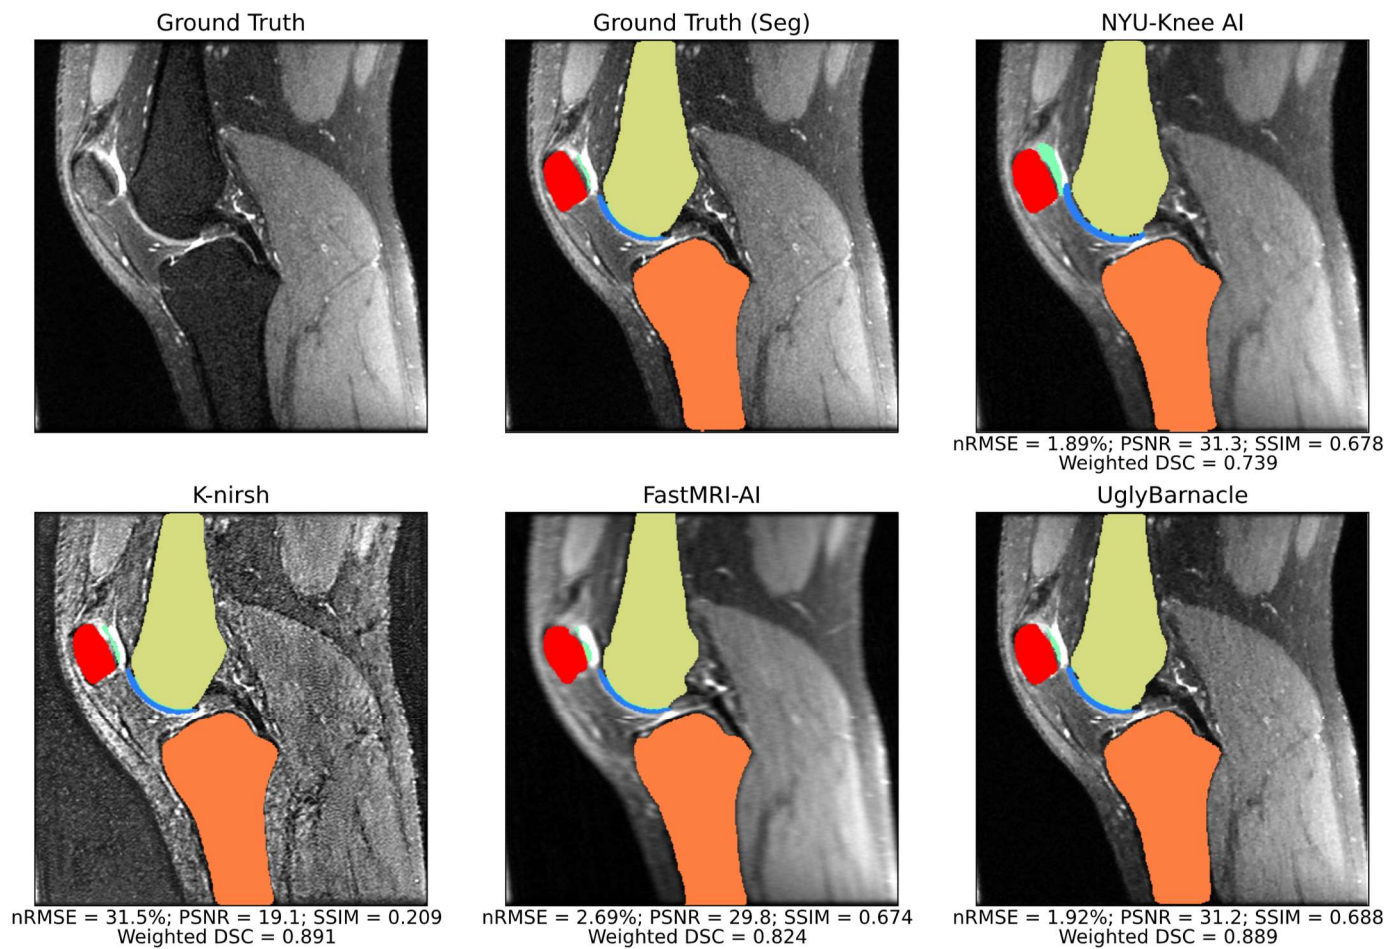 Ground Truth
Ground Truth (Seg)
NYU-Knee AI
nRMSE = 1.89%; PSNR = 31.3; SSIM = 0.678
Weighted DSC = 0.739
K-nirsh
FastMRI-AI
UglyBarnacle
nRMSE = 31.5%; PSNR = 19.1; SSIM = 0.209
Weighted DSC = 0.891
nRMSE = 2.69%; PSNR = 29.8; SSIM = 0.674
Weighted DSC = 0.824
nRMSE = 1.92%; PSNR = 31.2; SSIM = 0.688
Weighted DSC = 0.889